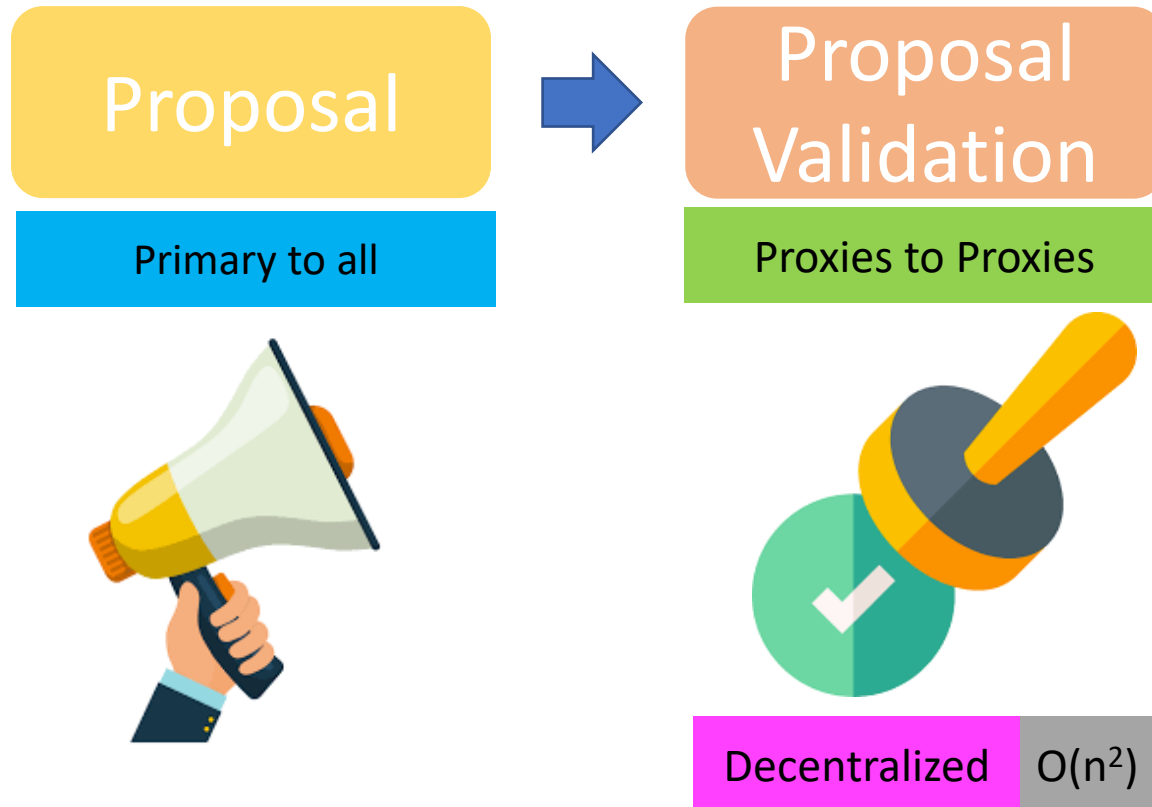 Proposal
Proposal
Validation
Primary to all
Proxies to Proxies
Decentralized
O(n²)